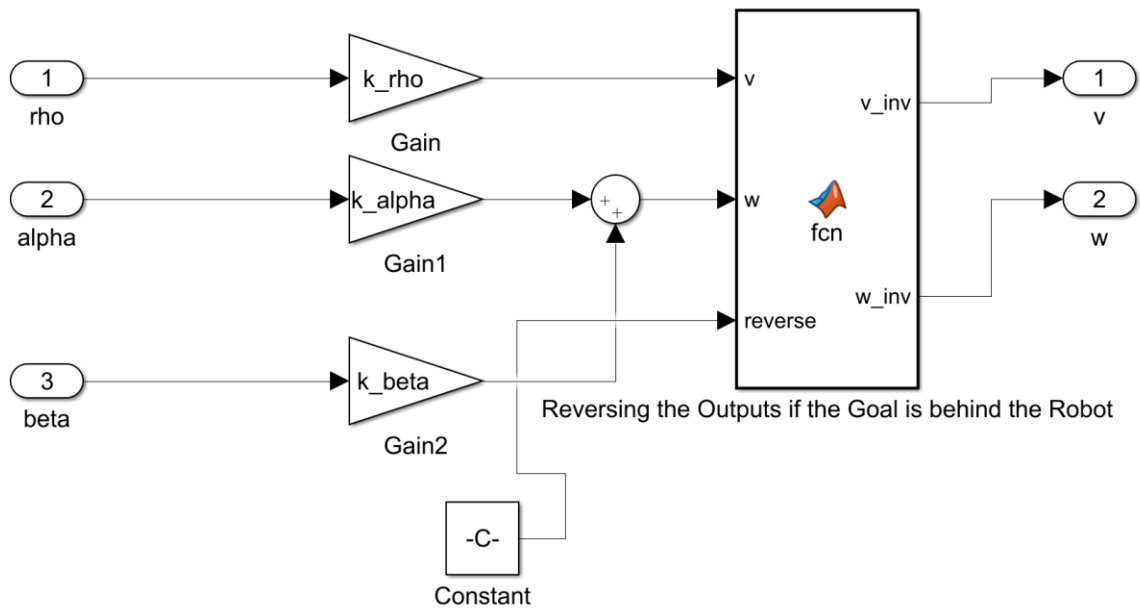 1
rho
k_rho
Gain
v
v_inv
1
v
2
alpha
k_alpha
Gain1
+
+
w
fcn
2
w
w_inv
reverse
3
beta
k_beta
Gain2
Reversing the Outputs if the Goal is behind the Robot
-C-
Constant